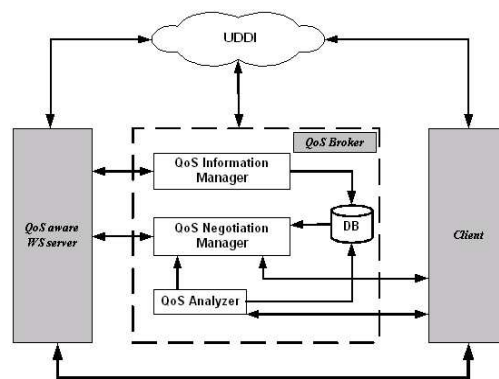 UDDI
QoS Broker
QoS Information
Manager
QoS aware
WS server
QoS Negotiation
Manager
DB
Client
QoS Analyzer